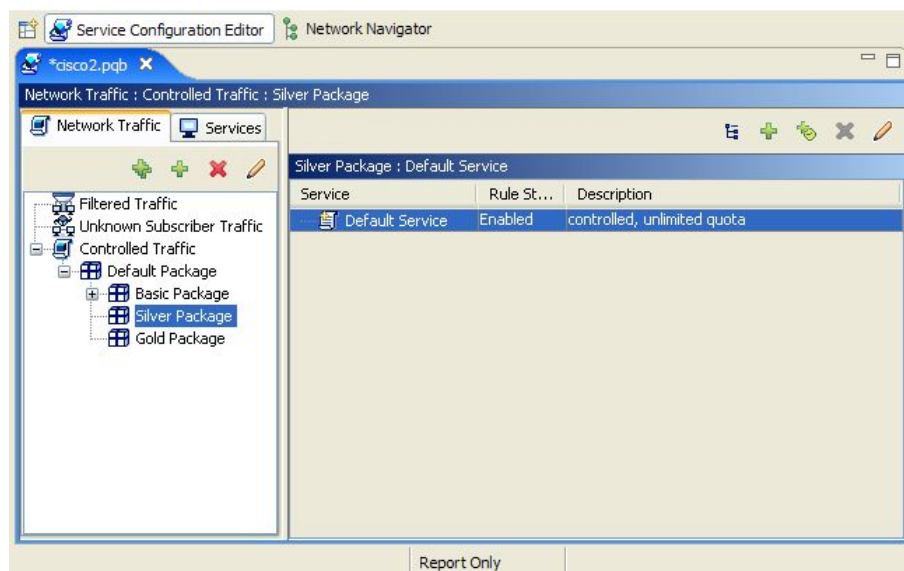 Service Configuration Editor Network Navigator
*cisco2.pqb
Network Traffic : Controlled Traffic : Silver Package
Network Traffic Services
Silver Package : Default Service
Service Rule St... Description
Default Service Enabled controlled, unlimited quota
Filtered Traffic
Unknown Subscriber Traffic
Controlled Traffic
Default Package
Basic Package
Silver Package
Gold Package
Report Only